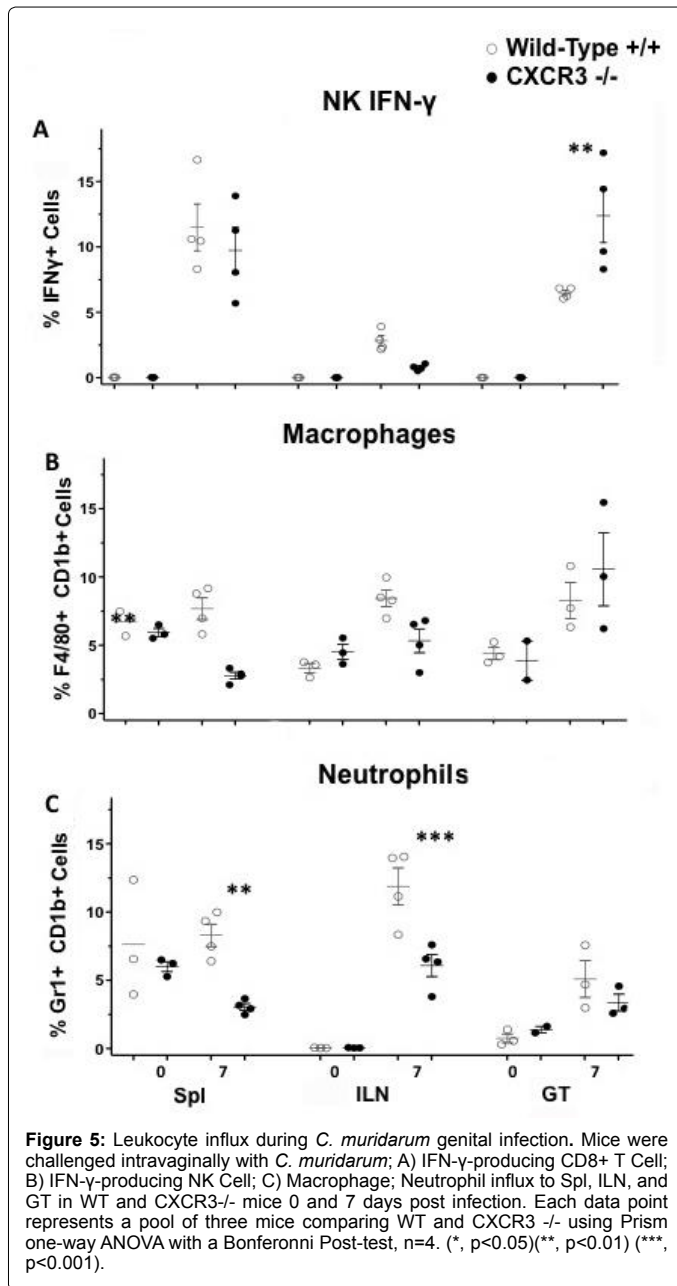 ○ Wild-Type +/+
● CXCR3 -/-
NK IFN-γ
A
**
% IFNγ+ Cells
15
10
5
0
Macrophages
B
% F4/80+ CD1b+Cells
15
10
5
0
**
Neutrophils
C
% Gr1+ CD1b+ Cells
15
10
5
0
**
***
0 7 0 7 0 7
Spl ILN GT
Figure 5: Leukocyte influx during C. muridarum genital infection. Mice were
challenged intravaginally with C. muridarum; A) IFN-γ-producing CD8+ T Cell;
B) IFN-γ-producing NK Cell; C) Macrophage; Neutrophil influx to Spl, ILN, and
GT in WT and CXCR3-/- mice 0 and 7 days post infection. Each data point
represents a pool of three mice comparing WT and CXCR3 -/- using Prism
one-way ANOVA with a Bonferonni Post-test, n=4. (*, p<0.05)(**, p<0.01) (***,
p<0.001).